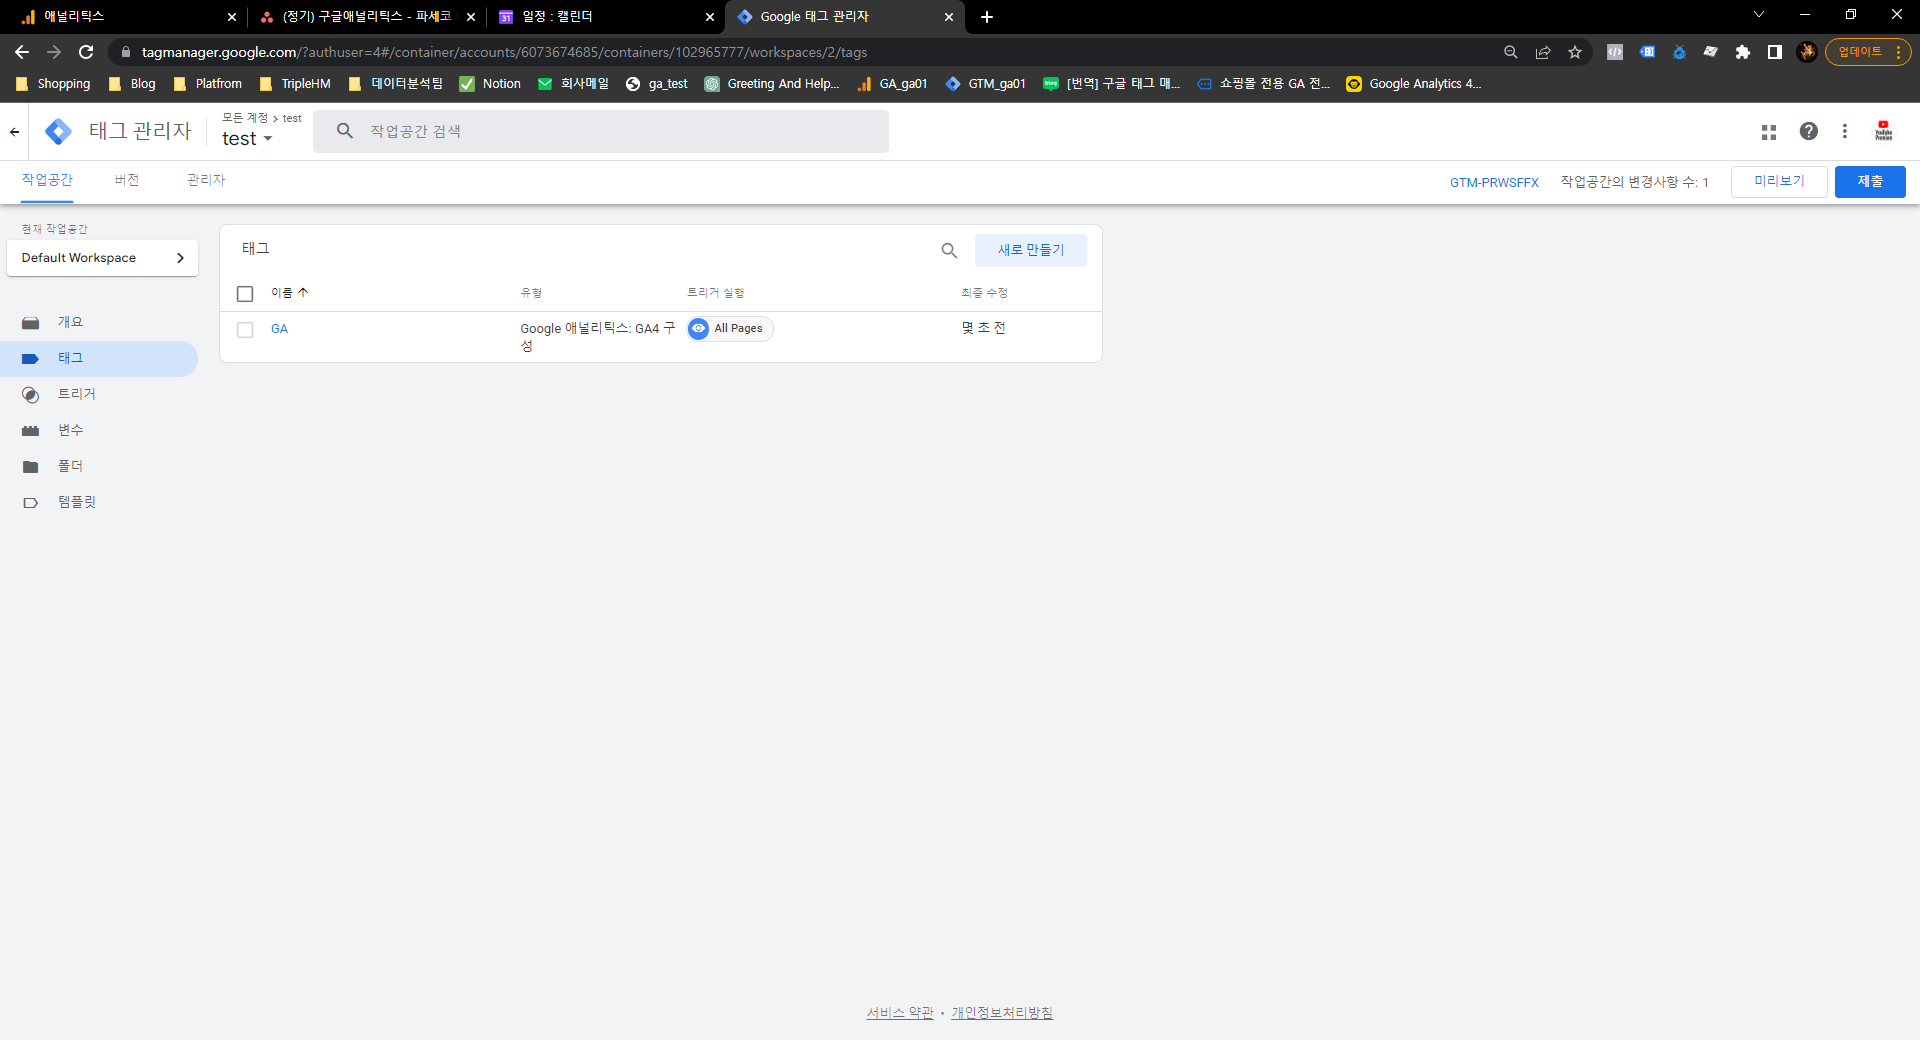 애널리틱스
(정기) 구글애널리틱스 - 파세코
31
일정 : 캘린더
Google 태그 관리자
tagmanager.google.com/?authuser=4#/container/accounts/6073674685/containers/102965777/workspaces/2/tags
업데이트
Shopping
Blog
Platfrom
TripleHM
데이터분석팀
Notion
회사메일
ga_test
Greeting And Help...
GA_ga01
GTM_ga01
[번역] 구글 태그 매...
쇼핑몰 전용 GA 전...
Google Analytics 4...
태그 관리자
모든 계정 > test
test
작업공간 검색
YouTube
Premium
작업공간
버전
관리자
GTM-PRWSFFX
작업공간의 변경사항 수: 1
미리보기
제출
현재 작업공간
Default Workspace
개요
태그
트리거
변수
폴더
템플릿
태그
새로 만들기
이름
유형
트리거 실행
최종 수정
GA
Google 애널리틱스: GA4 구
성
All Pages
몇 초 전
서비스 약관 • 개인정보처리방침